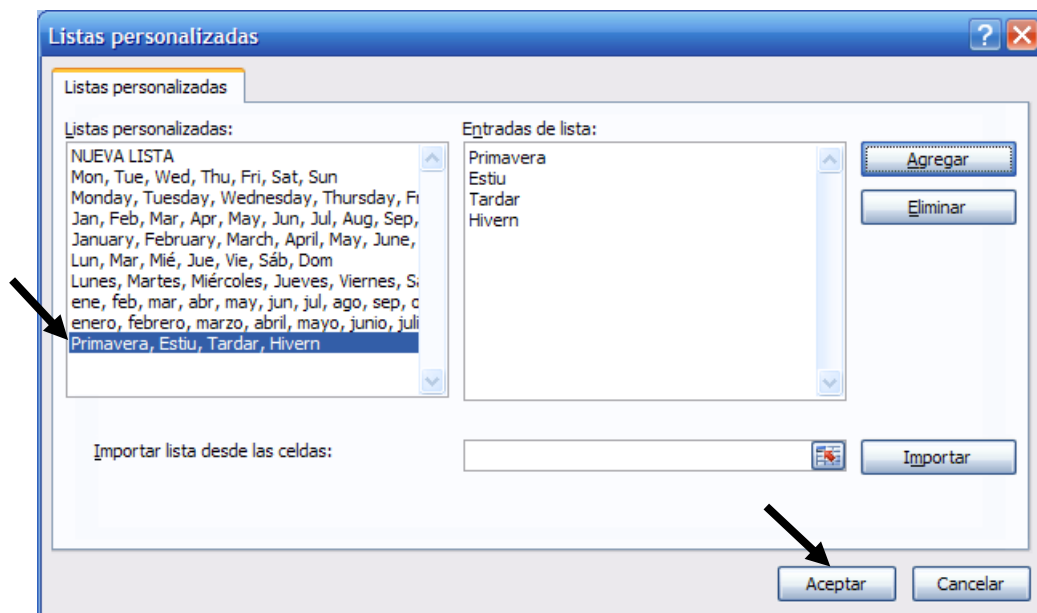 Listas personalizadas
Listas personalizadas
Listas personalizadas:
NUEVA LISTA
Mon, Tue, Wed, Thu, Fri, Sat, Sun
Monday, Tuesday, Wednesday, Thursday, Fr
Jan, Feb, Mar, Apr, May, Jun, Jul, Aug, Sep,
January, February, March, April, May, June,
Lun, Mar, Mié, Jue, Vie, Sáb, Dom
Lunes, Martes, Miércoles, Jueves, Viernes, Sá
ene, feb, mar, abr, may, jun, jul, ago, sep, o
enero, febrero, marzo, abril, mayo, junio, juli
Primavera, Estiu, Tardar, Hivern
Entradas de lista:
Primavera
Estiu
Tardar
Hivern
Agregar
Eliminar
Importar lista desde las celdas:
Importar
Aceptar
Cancelar